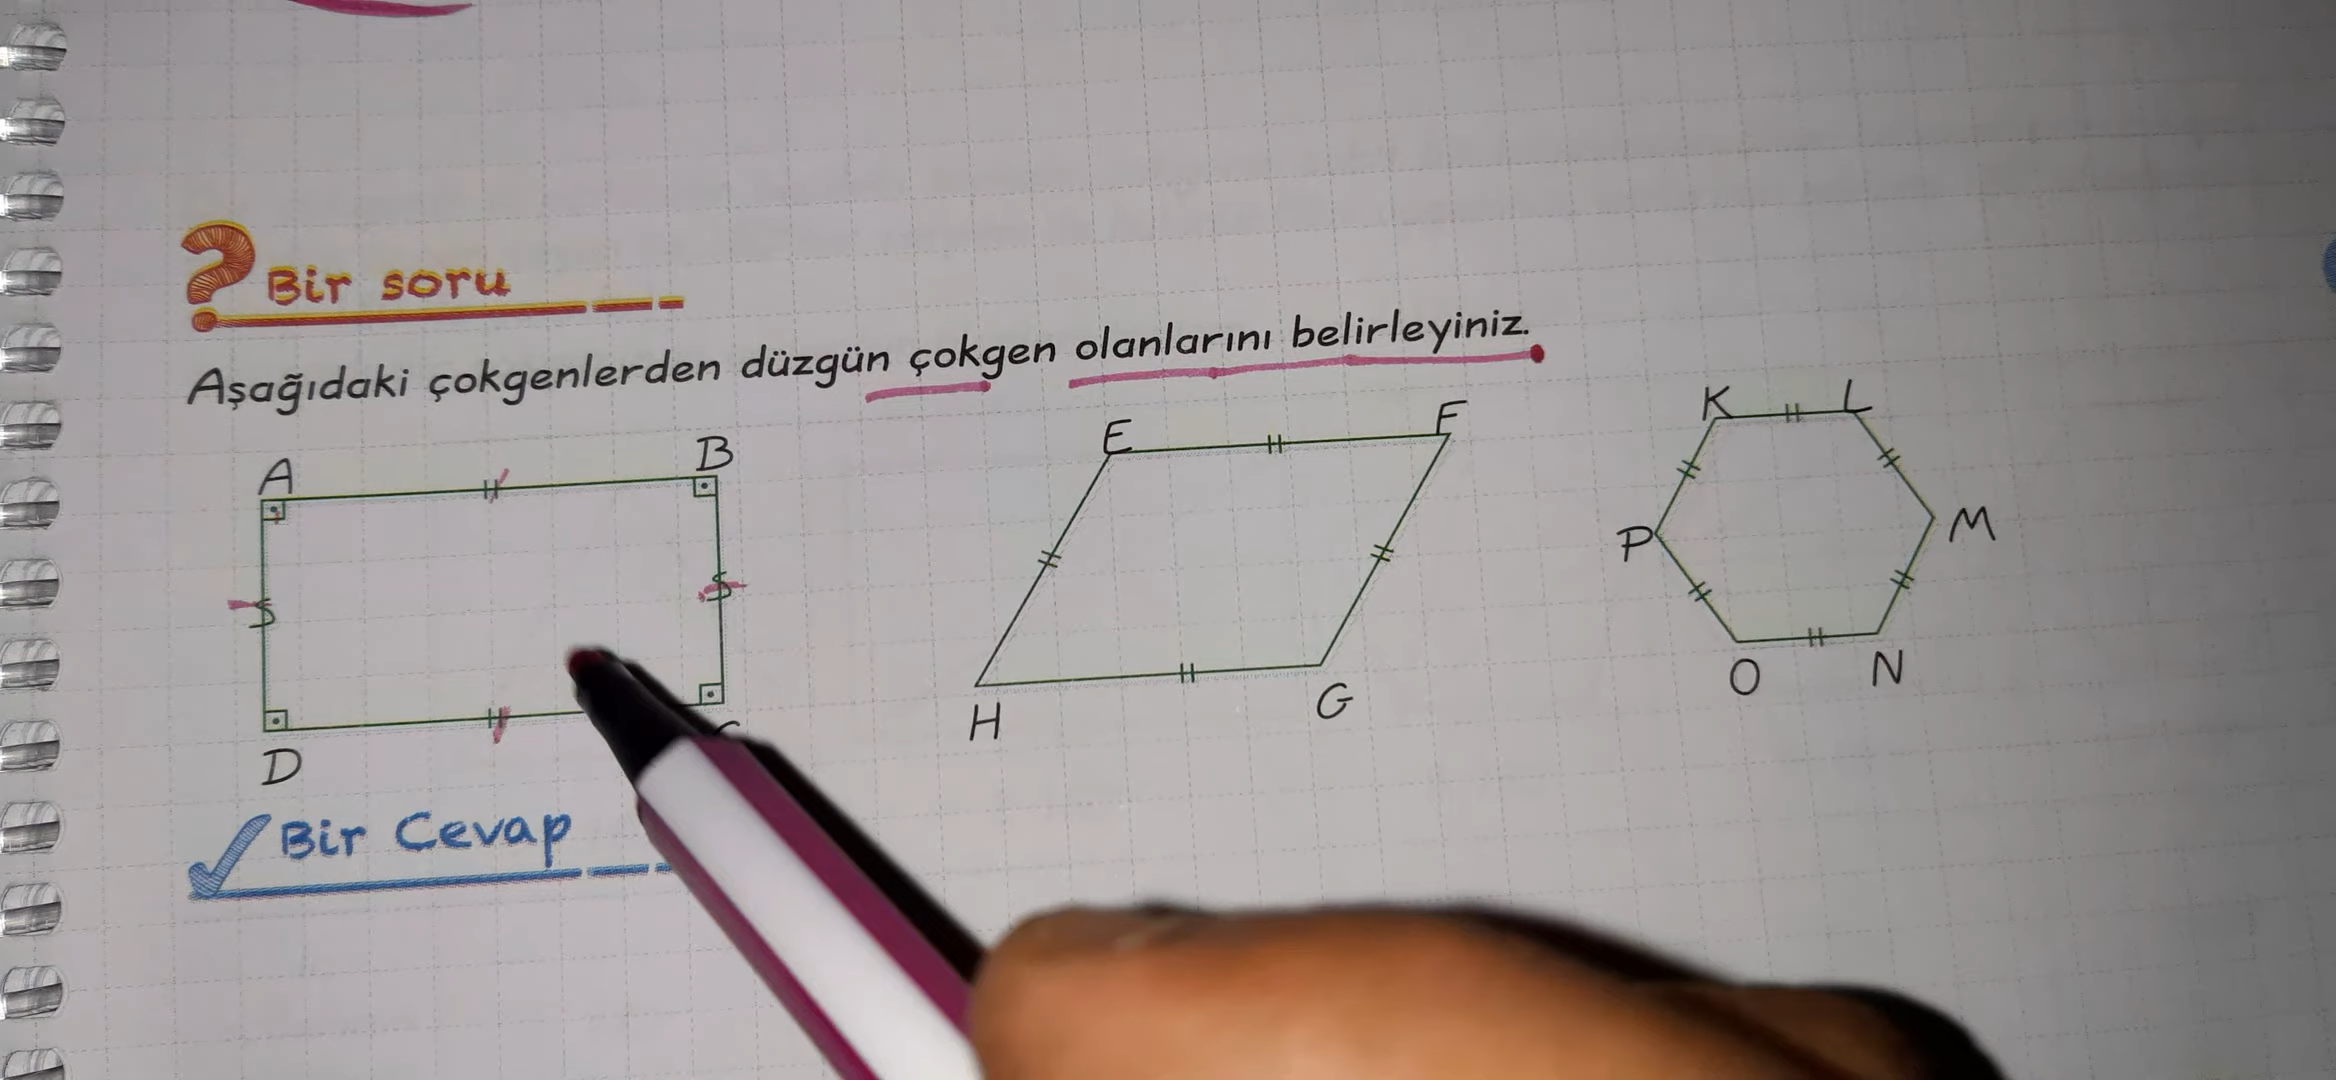 ? Bir soru
Aşağıdaki çokgenlerden düzgün çokgen olanlarını belirleyiniz.
A B
D
E F
H G
K L
P M
O N
Bir Cevap